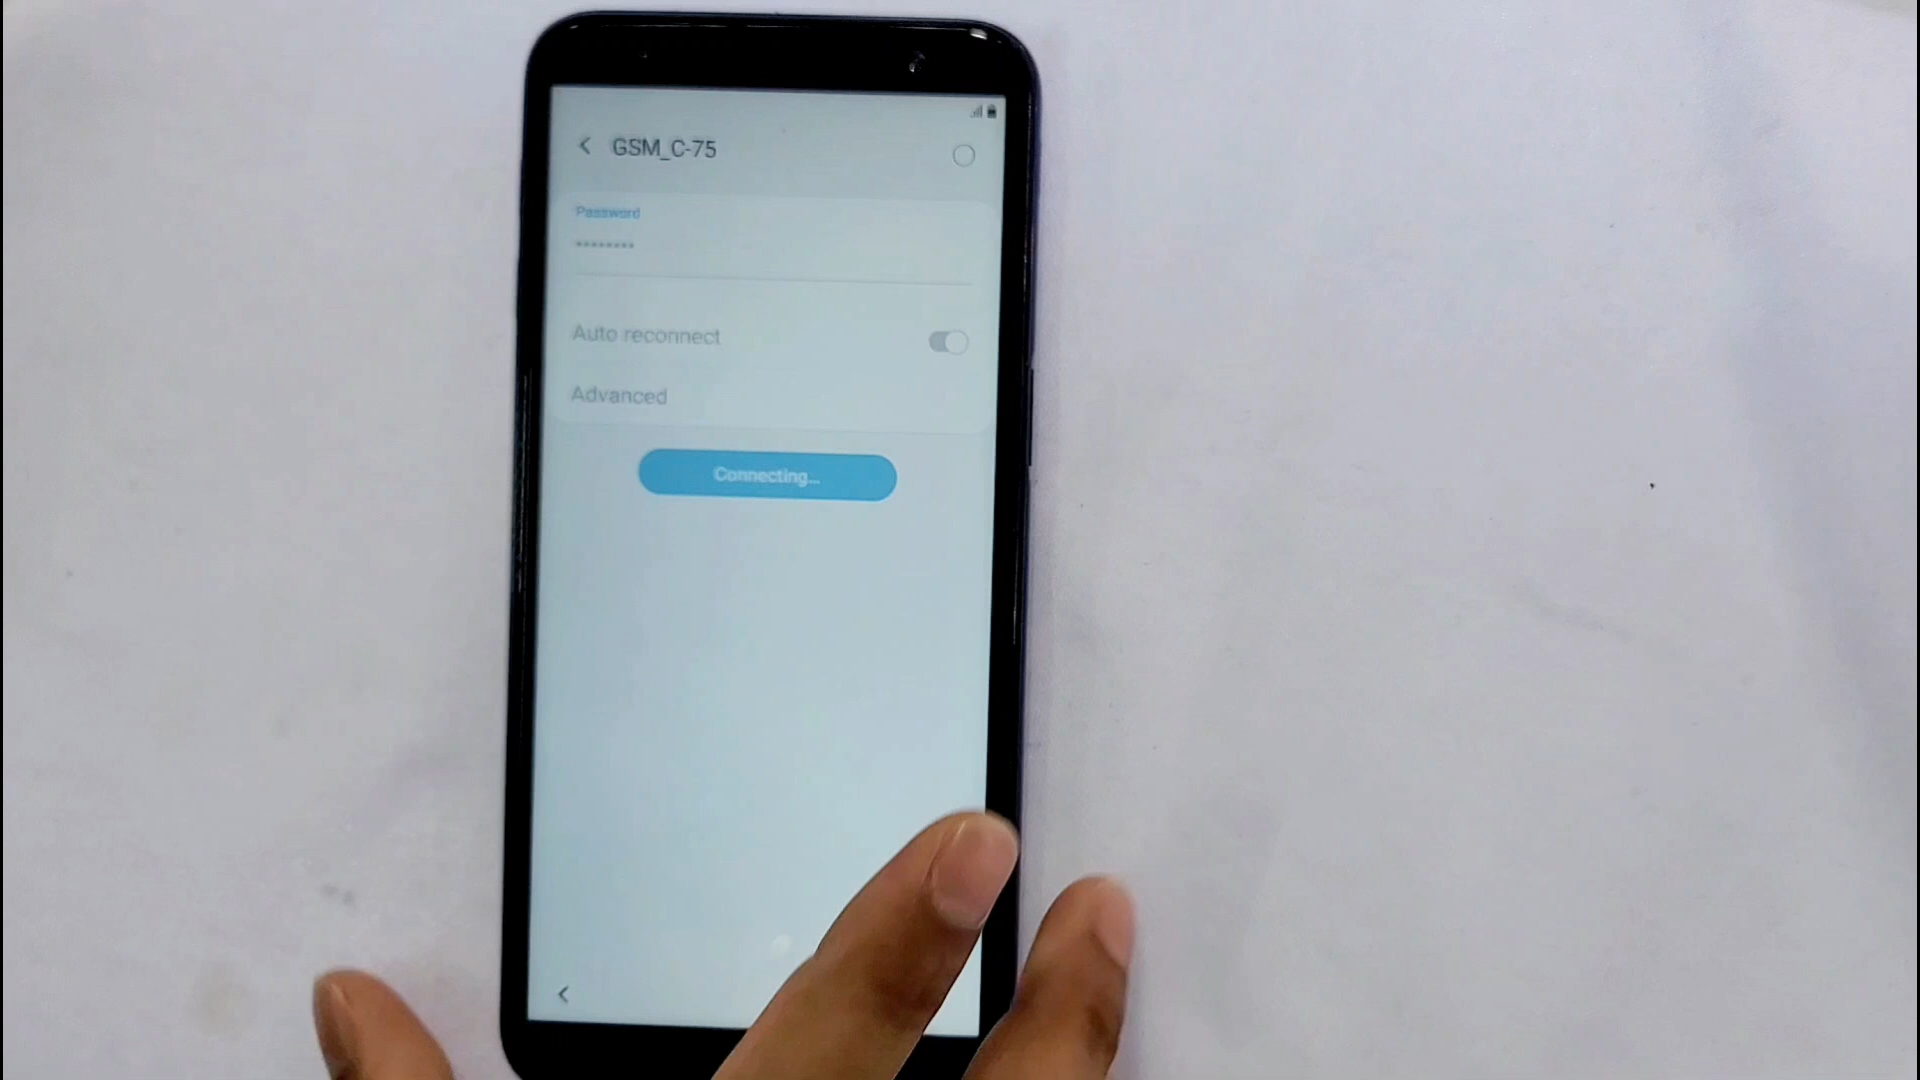 GSM_C-75
Password
••••••••
Auto reconnect
Advanced
Connecting...